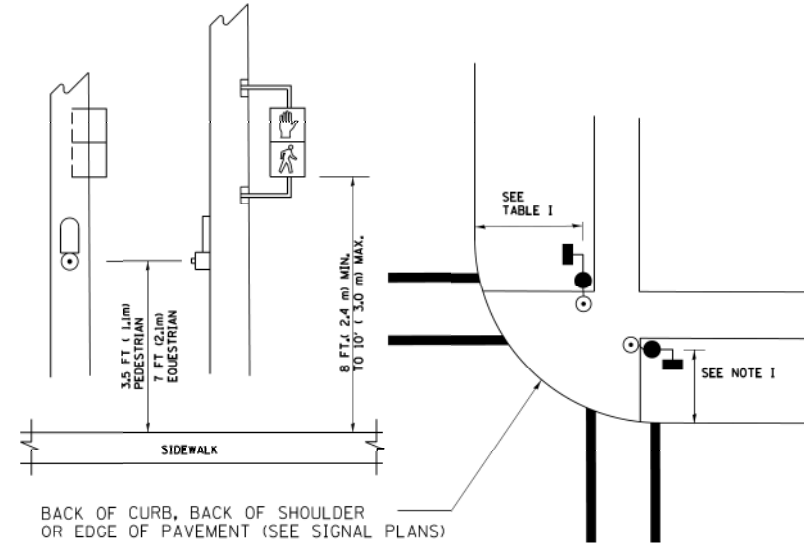 3.5 FT ( 1.1m)
PEDESTRIAN
7 FT (2.1m)
EQUESTRIAN
8 FT.( 2.4 m) MIN.
TO 10' ( 3.0 m) MAX.
SIDEWALK
SEE
TABLE I
SEE NOTE I
BACK OF CURB, BACK OF SHOULDER
OR EDGE OF PAVEMENT (SEE SIGNAL PLANS)